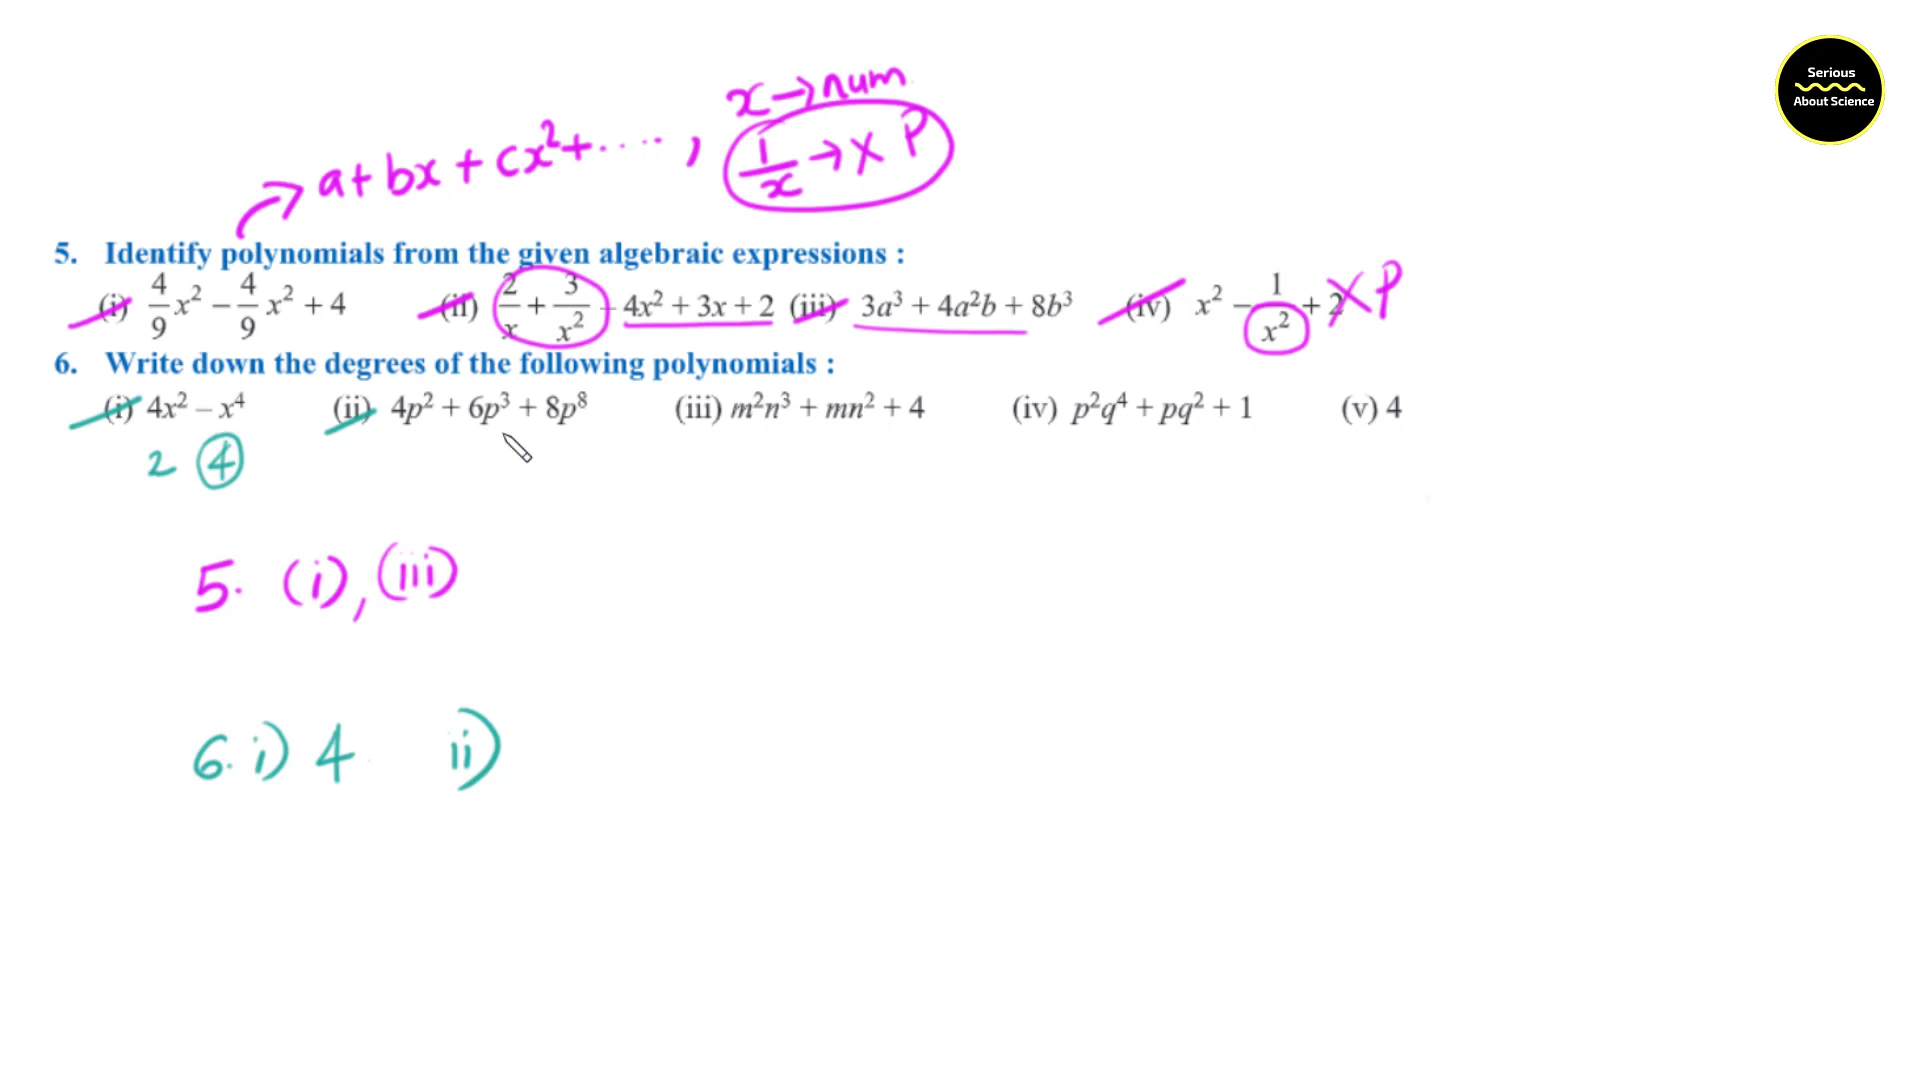 Serious
About Science
x → num
a + bx + cx² + ....., 1/x → X P
5. Identify polynomials from the given algebraic expressions :
(i) 4/9 x² – 4/9 x² + 4 (ii) 2/x + 3/x² – 4x² + 3x + 2 (iii) 3a³ + 4a²b + 8b³ (iv) x² – 1/x² + 2 X P
6. Write down the degrees of the following polynomials :
(i) 4x² – x⁴ (ii) 4p² + 6p³ + 8p⁸ (iii) m²n³ + mn² + 4 (iv) p²q⁴ + pq² + 1 (v) 4
2 4
5. (i), (iii)
6. i) 4 ii)